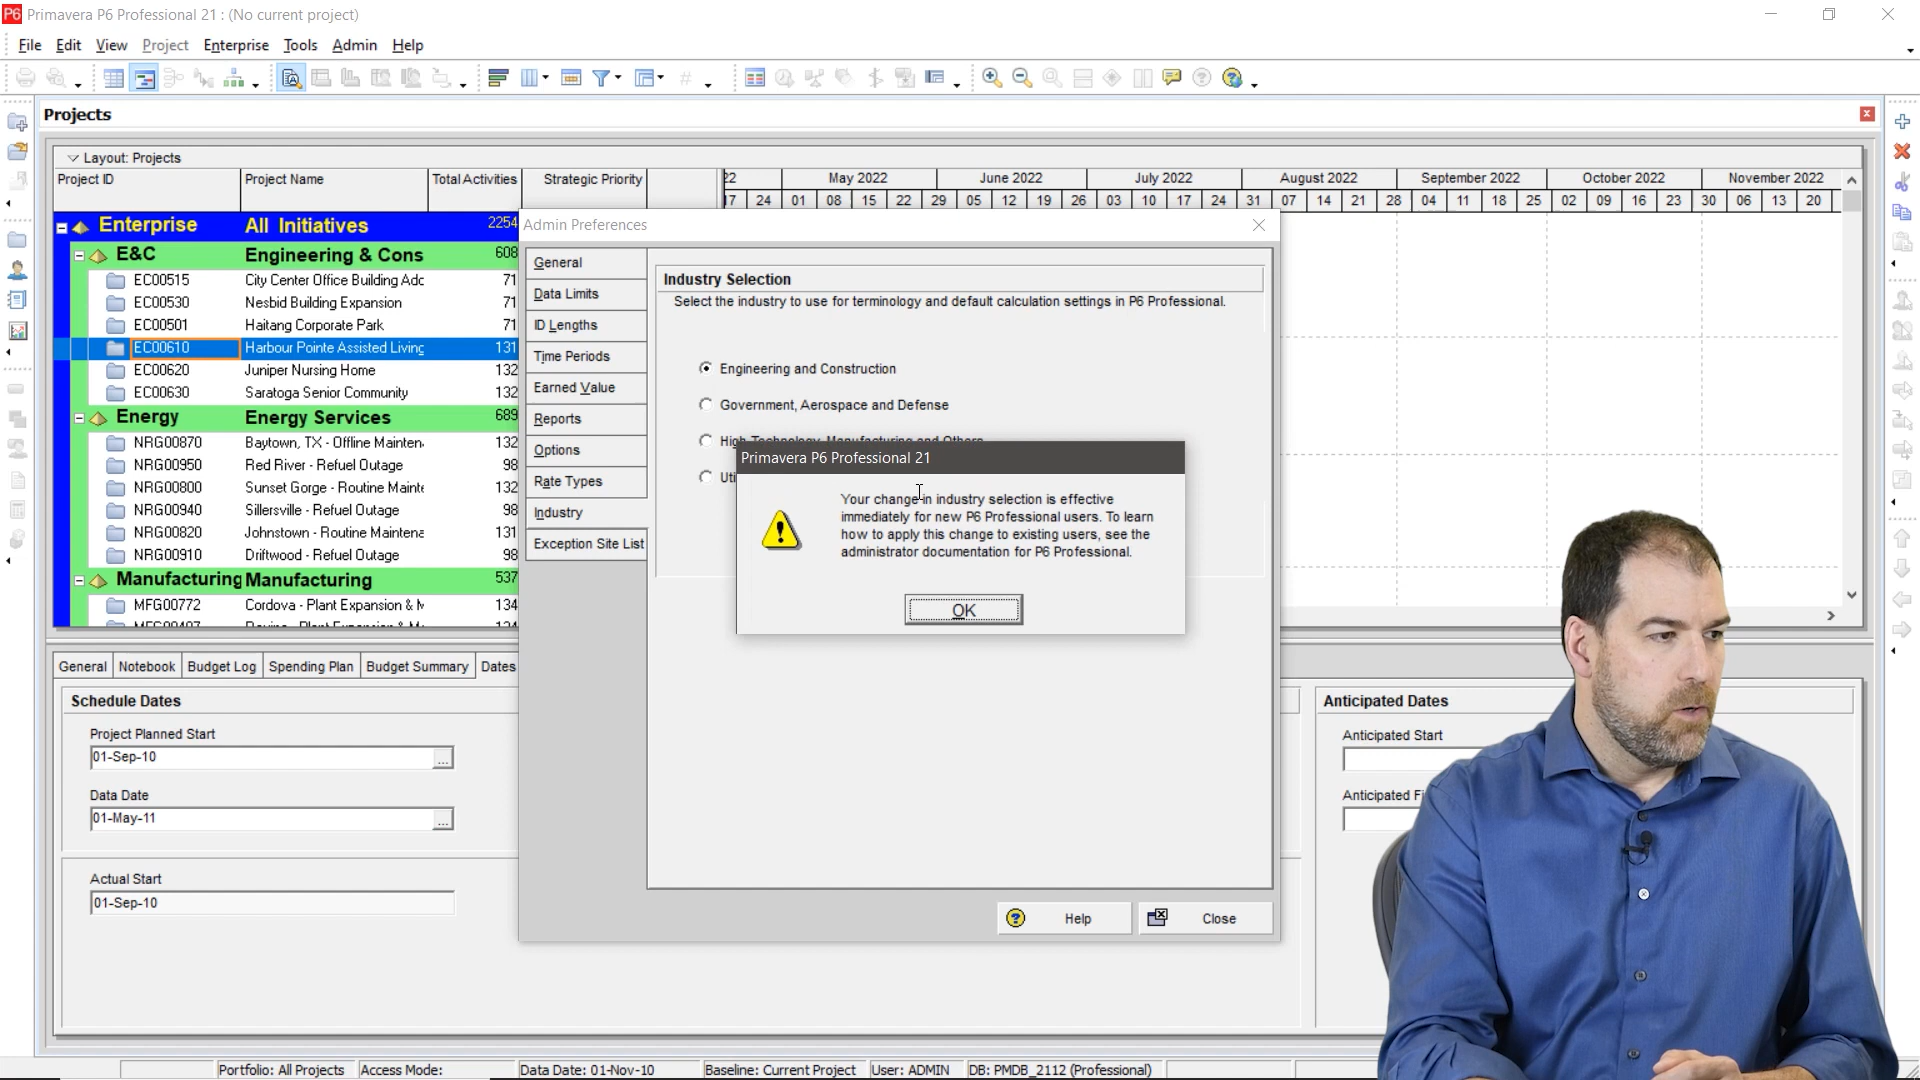 Primavera P6 Professional 21 : (No current project)
File Edit View Project Enterprise Tools Admin Help
Projects
Layout: Projects
Project ID Project Name Total Activities Strategic Priority
22 May 2022 June 2022 July 2022 August 2022 September 2022 October 2022 November 2022
17 24 01 08 15 22 29 05 12 19 26 03 10 17 24 31 07 14 21 28 04 11 18 25 02 09 16 23 30 06 13 20
Enterprise All Initiatives 2254
E&C Engineering & Cons 608
EC00515 City Center Office Building Adc 71
EC00530 Nesbid Building Expansion 71
EC00501 Haitang Corporate Park 71
EC00610 Harbour Pointe Assisted Living 131
EC00620 Juniper Nursing Home 132
EC00630 Saratoga Senior Community 132
Energy Energy Services 689
NRG00870 Baytown, TX - Offline Mainten 132
NRG00950 Red River - Refuel Outage 98
NRG00800 Sunset Gorge - Routine Mainte 132
NRG00940 Sillersville - Refuel Outage 98
NRG00820 Johnstown - Routine Maintena 131
NRG00910 Driftwood - Refuel Outage 98
Manufacturing Manufacturing 537
MFG00772 Cordova - Plant Expansion & M 134
Admin Preferences
General
Data Limits
ID Lengths
Time Periods
Earned Value
Reports
Options
Rate Types
Industry
Exception Site List
Industry Selection
Select the industry to use for terminology and default calculation settings in P6 Professional.
Engineering and Construction
Government, Aerospace and Defense
High-Technology, Manufacturing and Others
Uti
Primavera P6 Professional 21
Your change in industry selection is effective
immediately for new P6 Professional users. To learn
how to apply this change to existing users, see the
administrator documentation for P6 Professional.
OK
Help Close
General Notebook Budget Log Spending Plan Budget Summary Dates
Schedule Dates
Project Planned Start
01-Sep-10
...
Data Date
01-May-11
...
Actual Start
01-Sep-10
Anticipated Dates
Anticipated Start
Anticipated Fi
Portfolio: All Projects Access Mode: Data Date: 01-Nov-10 Baseline: Current Project User: ADMIN DB: PMDB_2112 (Professional)